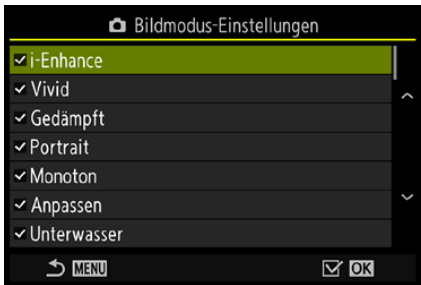 Bildmodus-Einstellungen
i-Enhance
Vivid
Gedämpft
Portrait
Monoton
Anpassen
Unterwasser
MENU OK